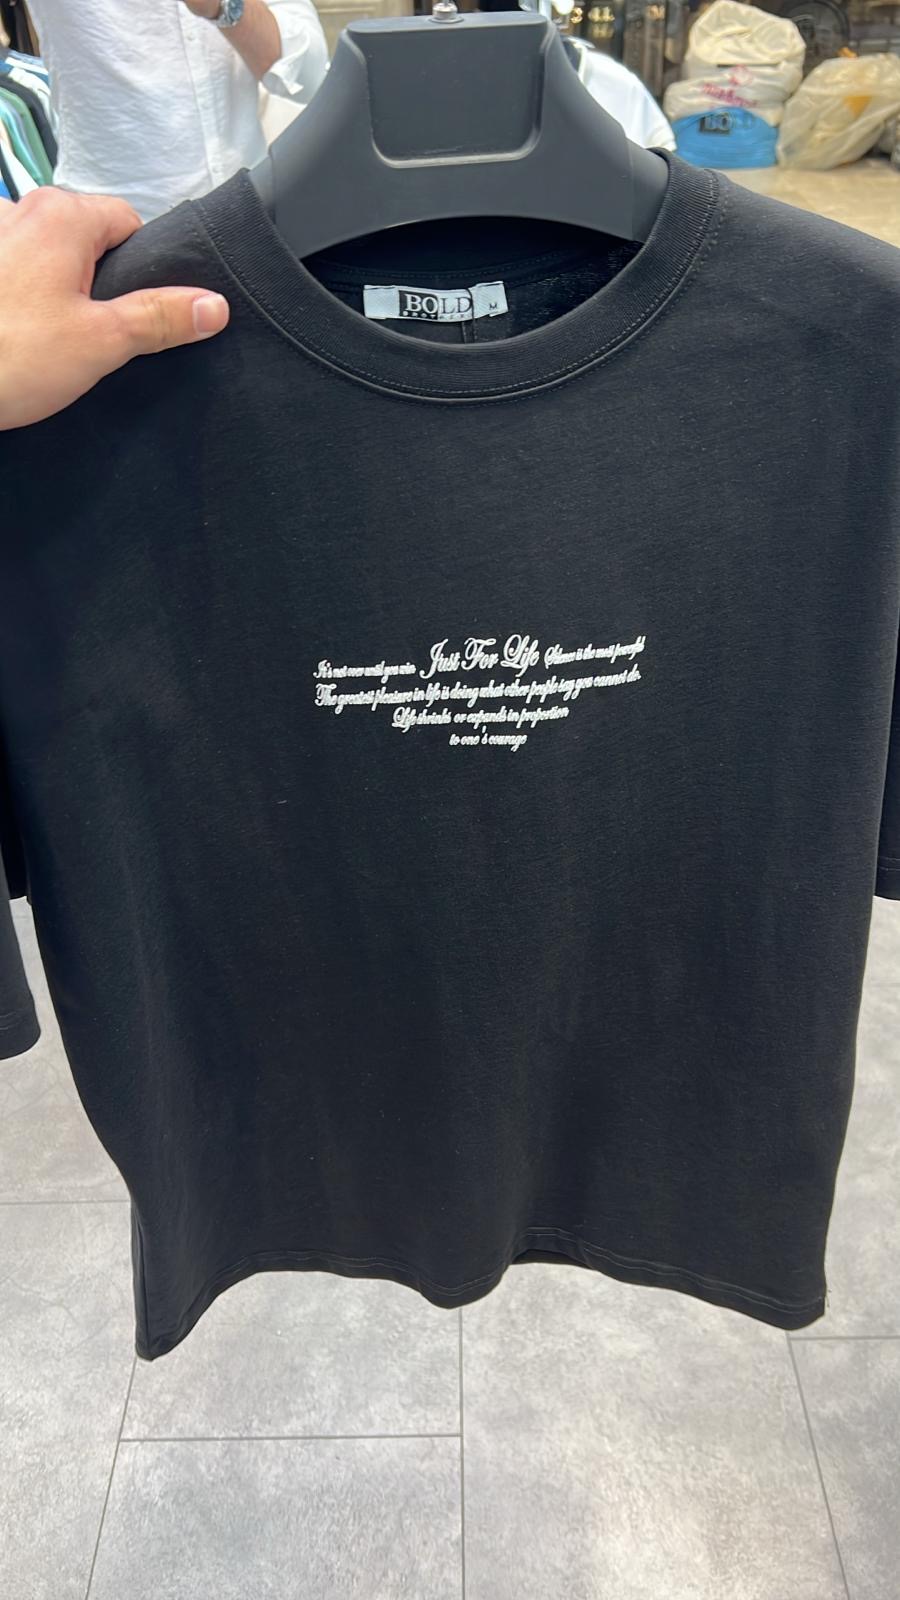 BOLD
BROTHERS
M
It's not over until you win Just For Life Silence is the most powerful
The greatest pleasure in life is doing what other people say you cannot do.
Life shrinks or expands in proportion
to one's courage